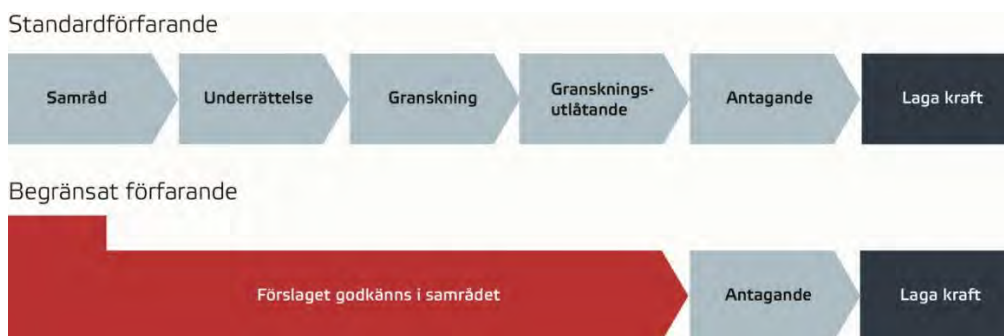 Standardförfarande
Samråd
Underrättelse
Granskning
Gransknings-
utlåtande
Antagande
Laga kraft
Begränsat förfarande
Förslaget godkänns i samrådet
Antagande
Laga kraft